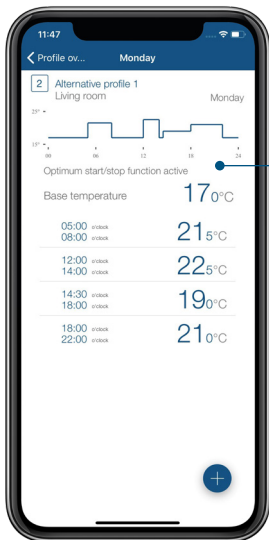 11:47
Profile ov... Monday
2 Alternative profile 1
Living room Monday
25°
15°
00 06 12 18 24
Optimum start/stop function active
Base temperature 17 0°C
05:00 o'clock
08:00 o'clock
21 5°C
12:00 o'clock
14:00 o'clock
22 5°C
14:30 o'clock
18:00 o'clock
19 0°C
18:00 o'clock
22:00 o'clock
21 0°C